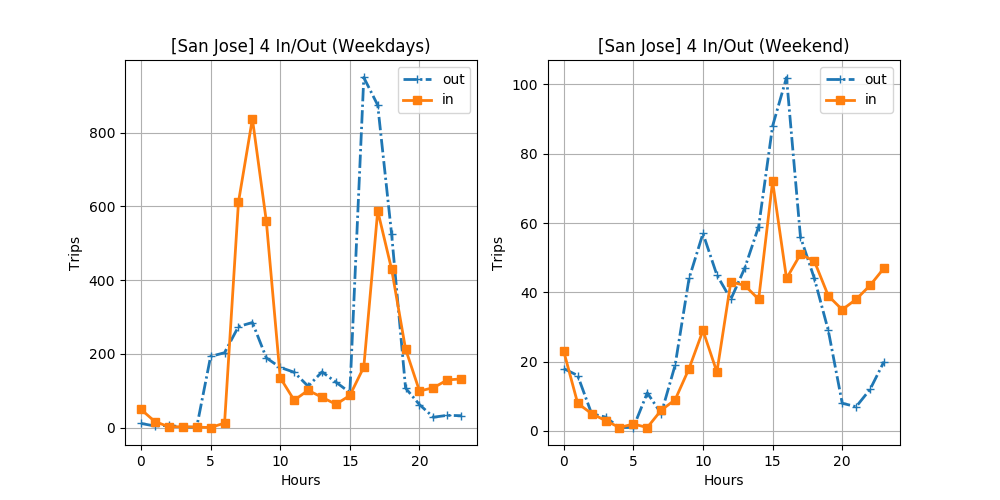 [San Jose] 4 In/Out (Weekdays)
out
in
800
600
400
200
0
Trips
0 5 10 15 20
Hours
[San Jose] 4 In/Out (Weekend)
out
in
100
80
60
40
20
0
Trips
0 5 10 15 20
Hours